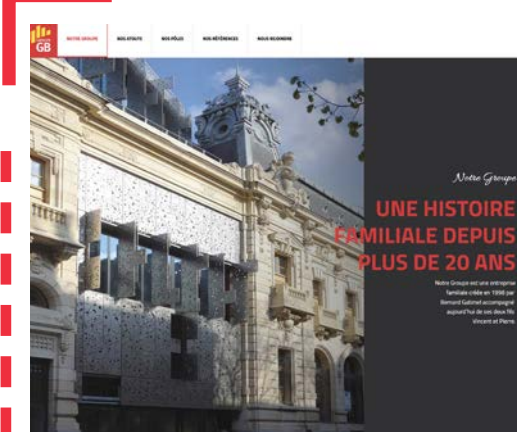 GROUPE
GB
NOTRE GROUPE NOS ATOUTS NOS PÔLES NOS RÉFÉRENCES NOUS REJOINDRE
Notre Groupe
UNE HISTOIRE
FAMILIALE DEPUIS
PLUS DE 20 ANS
Notre Groupe est une entreprise
familiale créée en 1998 par
Bernard Gatimel accompagné
aujourd'hui de ses deux fils
Vincent et Pierre.